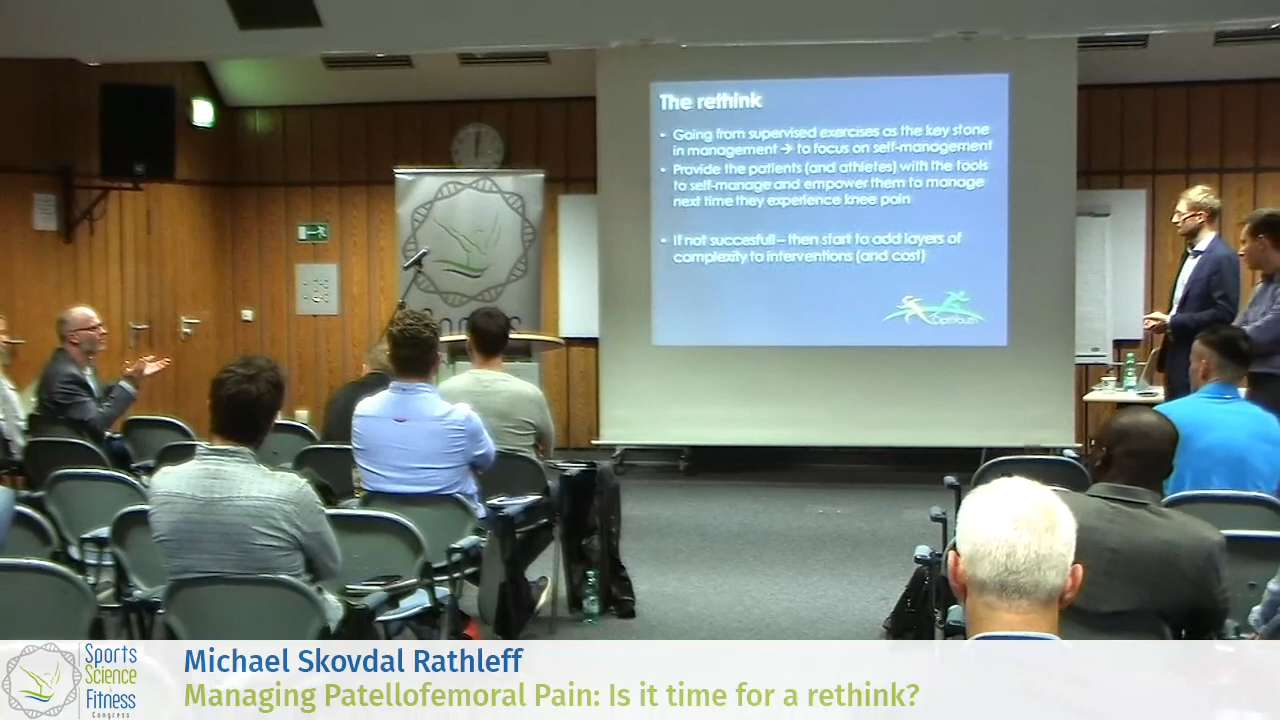 The rethink
• Going from supervised exercises as the key stone
in management → to focus on self-management
• Provide the patients (and athletes) with the tools
to self-manage and empower them to manage
next time they experience knee pain
• If not succesfull – then start to add layers of
complexity to interventions (and cost)
OptiYouth
Sports
Science
Fitness
Congress
Michael Skovdal Rathleff
Managing Patellofemoral Pain: Is it time for a rethink?